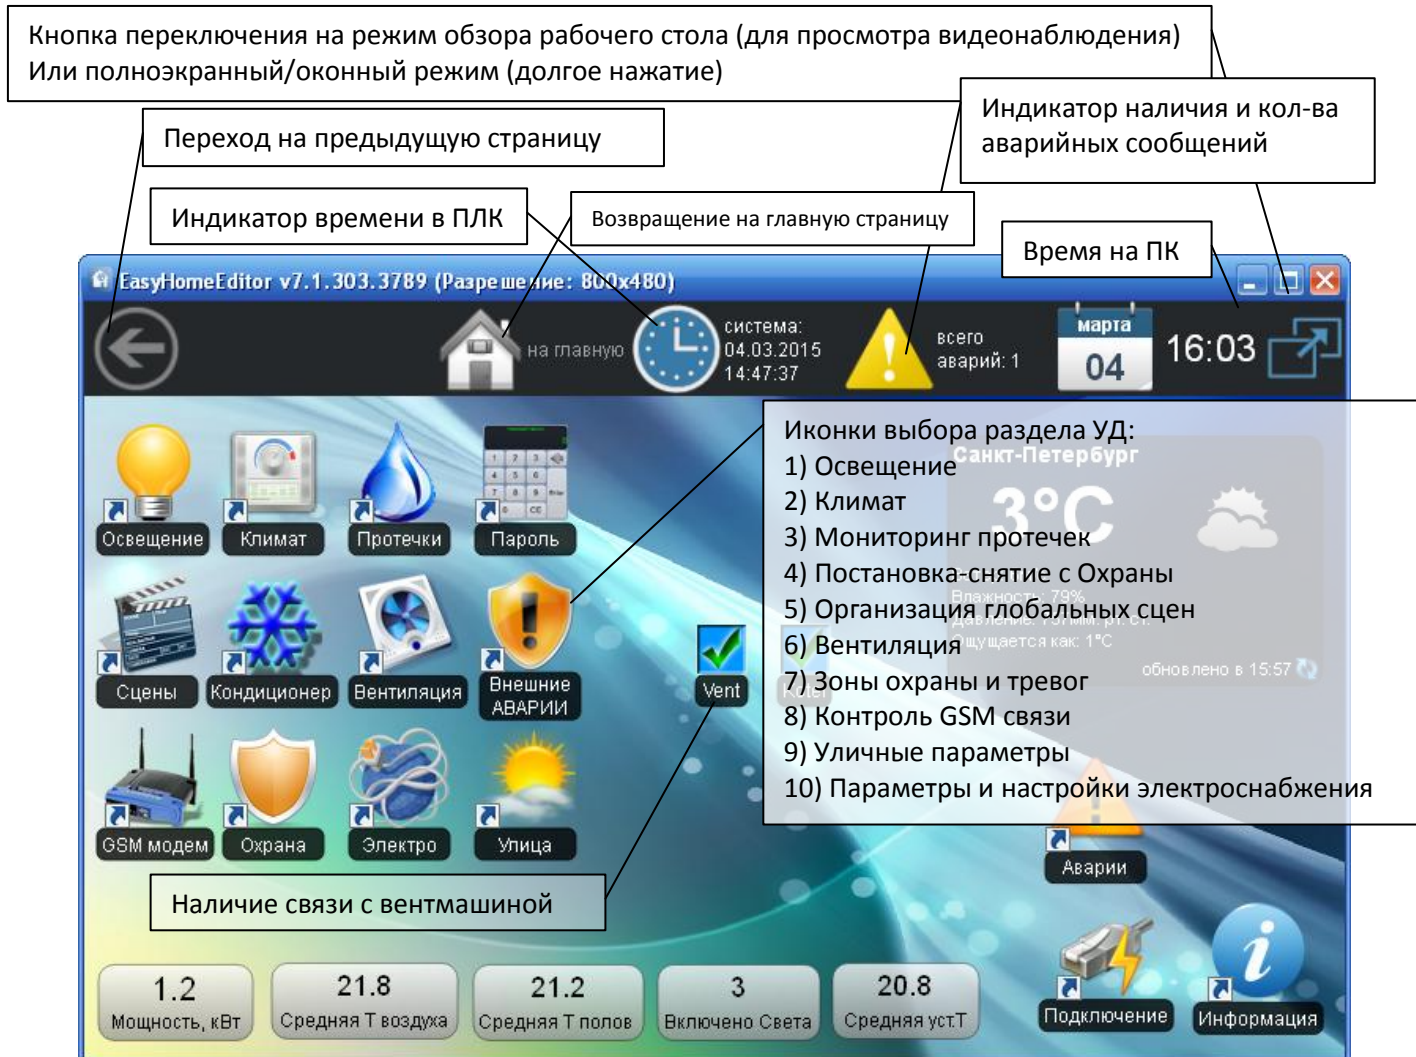 Кнопка переключения на режим обзора рабочего стола (для просмотра видеонаблюдения)
Или полноэкранный/оконный режим (долгое нажатие)
Индикатор наличия и кол-ва
аварийных сообщений
Переход на предыдущую страницу
Индикатор времени в ПЛК
Возвращение на главную страницу
Время на ПК
EasyHomeEditor v7.1.303.3789 (Разрешение: 800x480)
на главную
система:
04.03.2015
14:47:37
всего
аварий: 1
марта
04
16:03
Иконки выбора раздела УД:
1) Освещение
2) Климат
3) Мониторинг протечек
4) Постановка-снятие с Охраны
5) Организация глобальных сцен
6) Вентиляция
7) Зоны охраны и тревог
8) Контроль GSM связи
9) Уличные параметры
10) Параметры и настройки электроснабжения
Санкт-Петербург
3°C
Влажность: 79%
Ощущается как: 1°C
обновлено в 15:57
Освещение
Климат
Протечки
Пароль
Сцены
Кондиционер
Вентиляция
Внешние
АВАРИИ
Vent
GSM модем
Охрана
Электро
Улица
Аварии
Наличие связи с вентмашиной
1.2
Мощность, кВт
21.8
Средняя Т воздуха
21.2
Средняя Т полов
3
Включено Света
20.8
Средняя уст.Т
Подключение
Информация